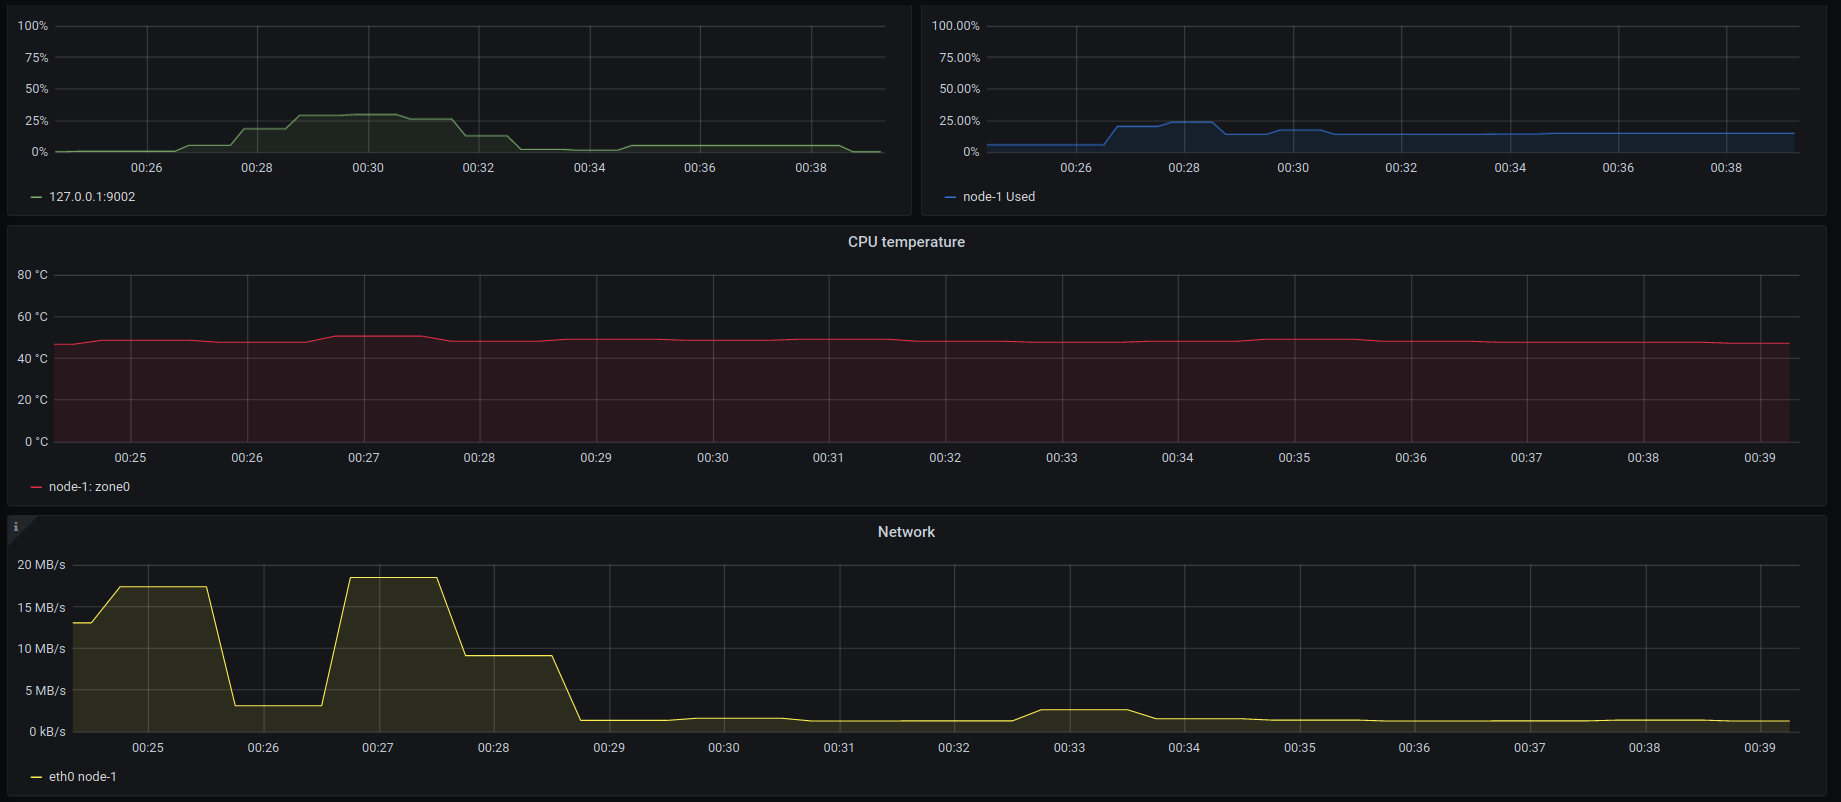 100%
75%
50%
25%
0%
00:26 00:28 00:30 00:32 00:34 00:36 00:38
127.0.0.1:9002
100.00%
75.00%
50.00%
25.00%
0%
00:26 00:28 00:30 00:32 00:34 00:36 00:38
node-1 Used
CPU temperature
80 °C
60 °C
40 °C
20 °C
0 °C
00:25 00:26 00:27 00:28 00:29 00:30 00:31 00:32 00:33 00:34 00:35 00:36 00:37 00:38 00:39
node-1: zone0
i
Network
20 MB/s
15 MB/s
10 MB/s
5 MB/s
0 kB/s
00:25 00:26 00:27 00:28 00:29 00:30 00:31 00:32 00:33 00:34 00:35 00:36 00:37 00:38 00:39
eth0 node-1